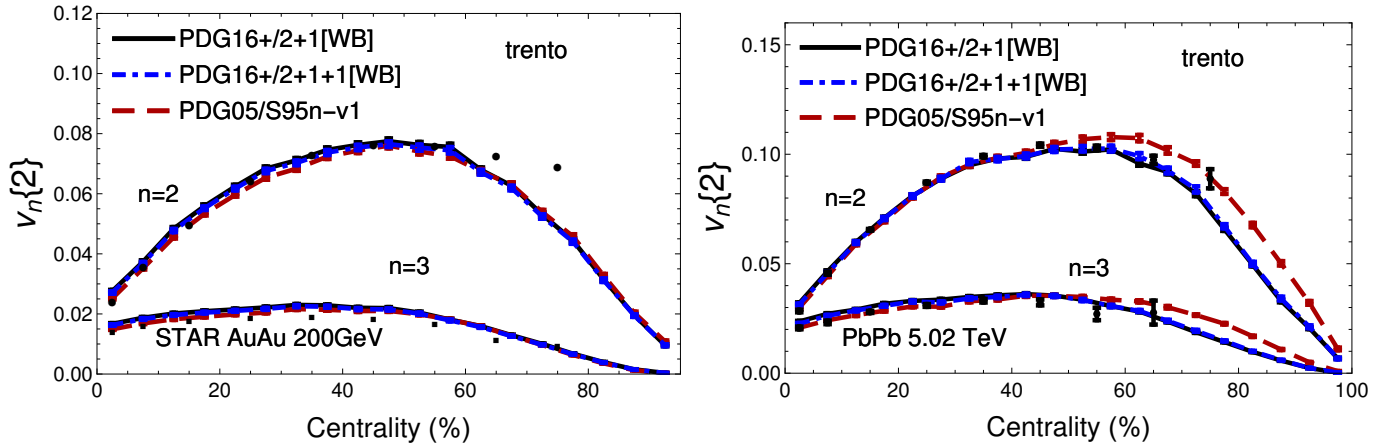 0.12
0.10
0.08
0.06
0.04
0.02
0.00
v_n{2}
PDG16+/2+1[WB]
PDG16+/2+1+1[WB]
PDG05/S95n-v1
trento
n=2
n=3
STAR AuAu 200GeV
0 20 40 60 80
Centrality (%)
0.15
0.10
0.05
0.00
v_n{2}
PDG16+/2+1[WB]
PDG16+/2+1+1[WB]
PDG05/S95n-v1
trento
n=2
n=3
PbPb 5.02 TeV
0 20 40 60 80 100
Centrality (%)